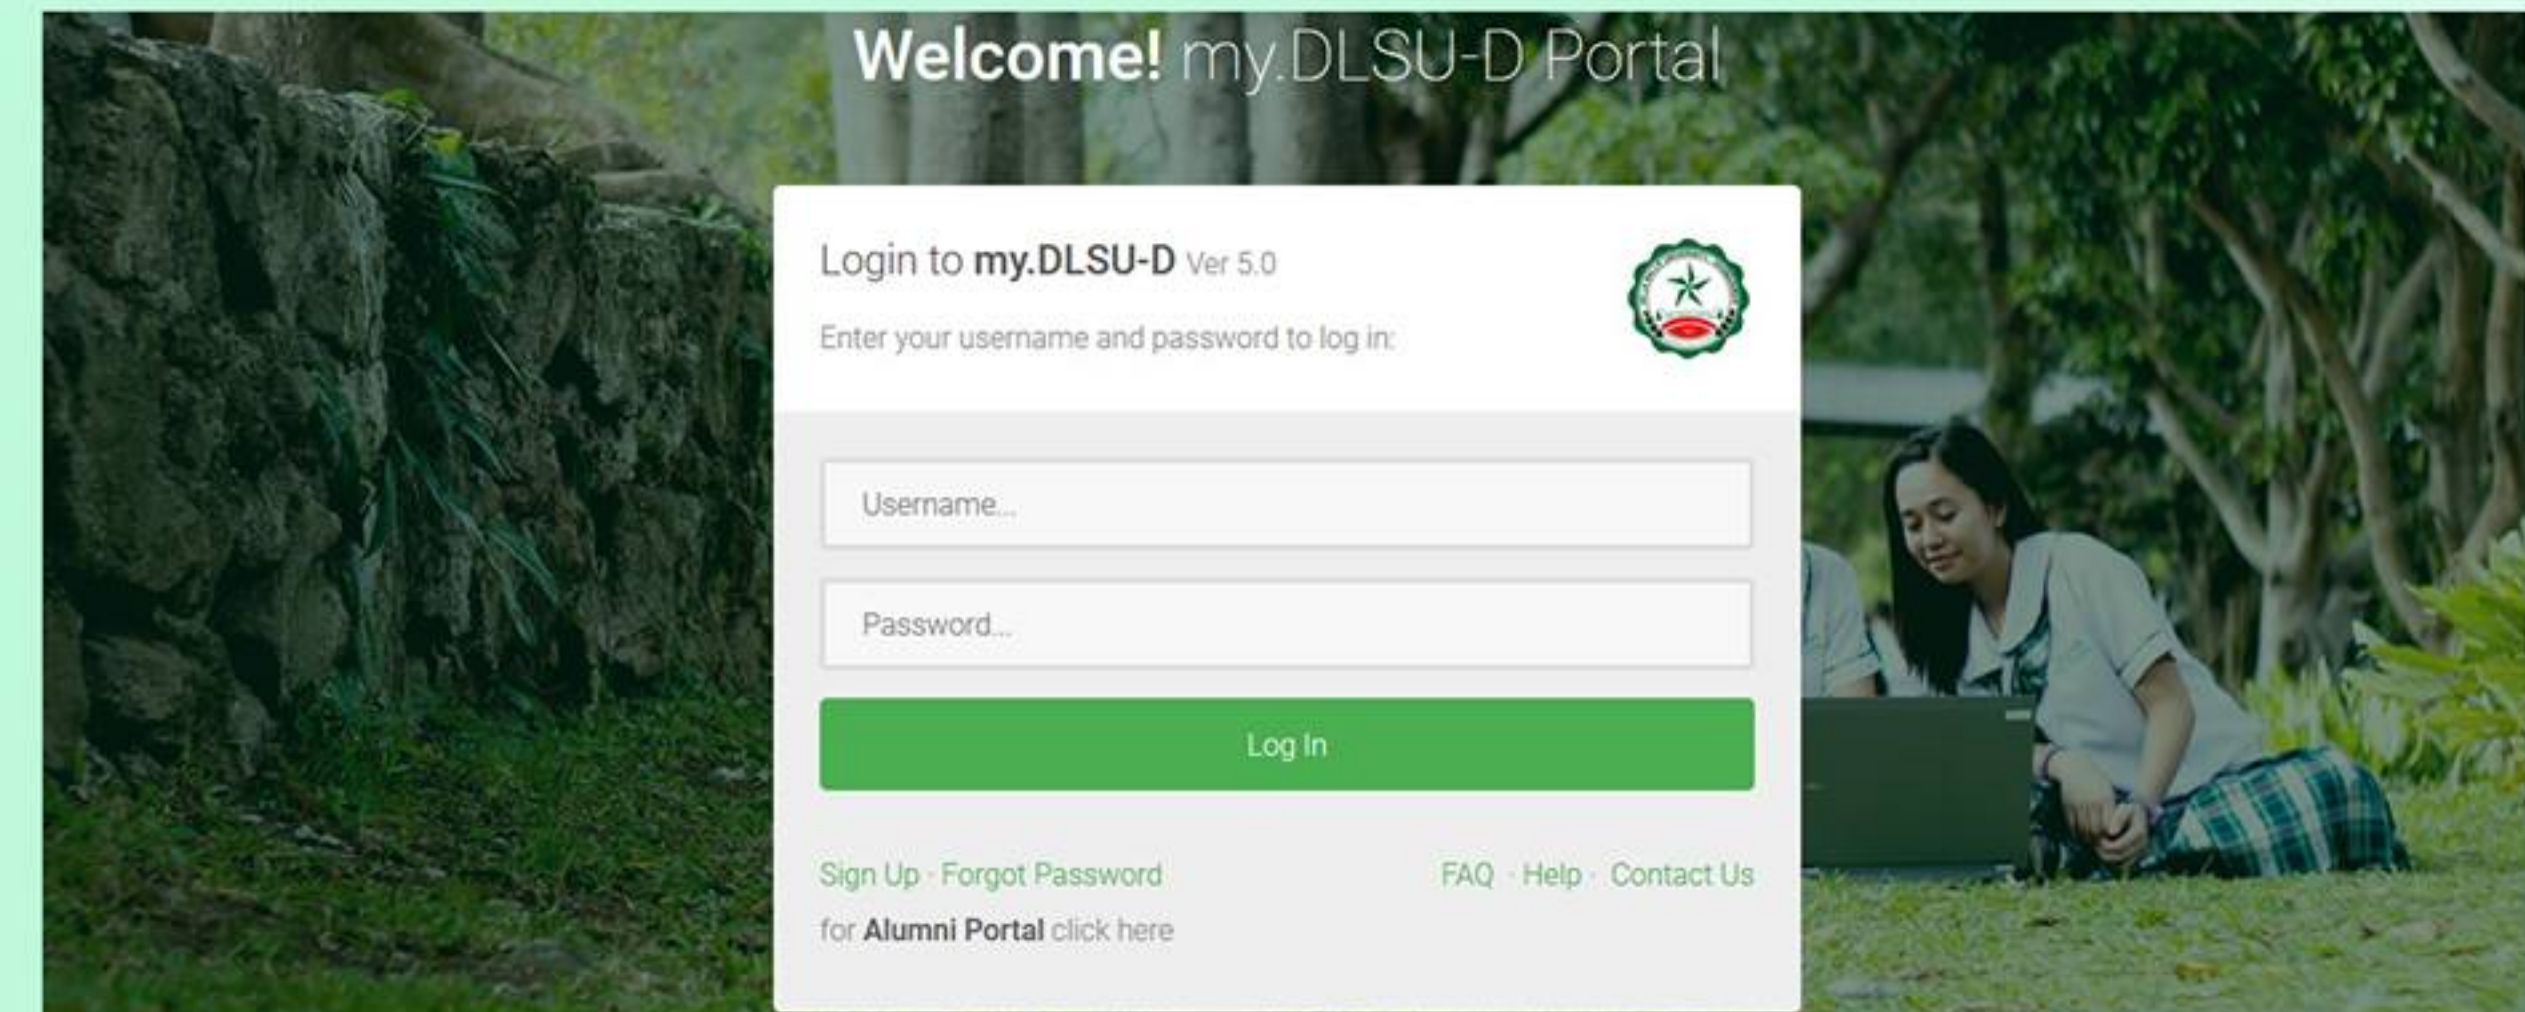 Welcome! my.DLSU-D Portal
Login to my.DLSU-D Ver 5.0
Enter your username and password to log in:
Username...
Password...
Log In
Sign Up - Forgot Password
FAQ - Help - Contact Us
for Alumni Portal click here